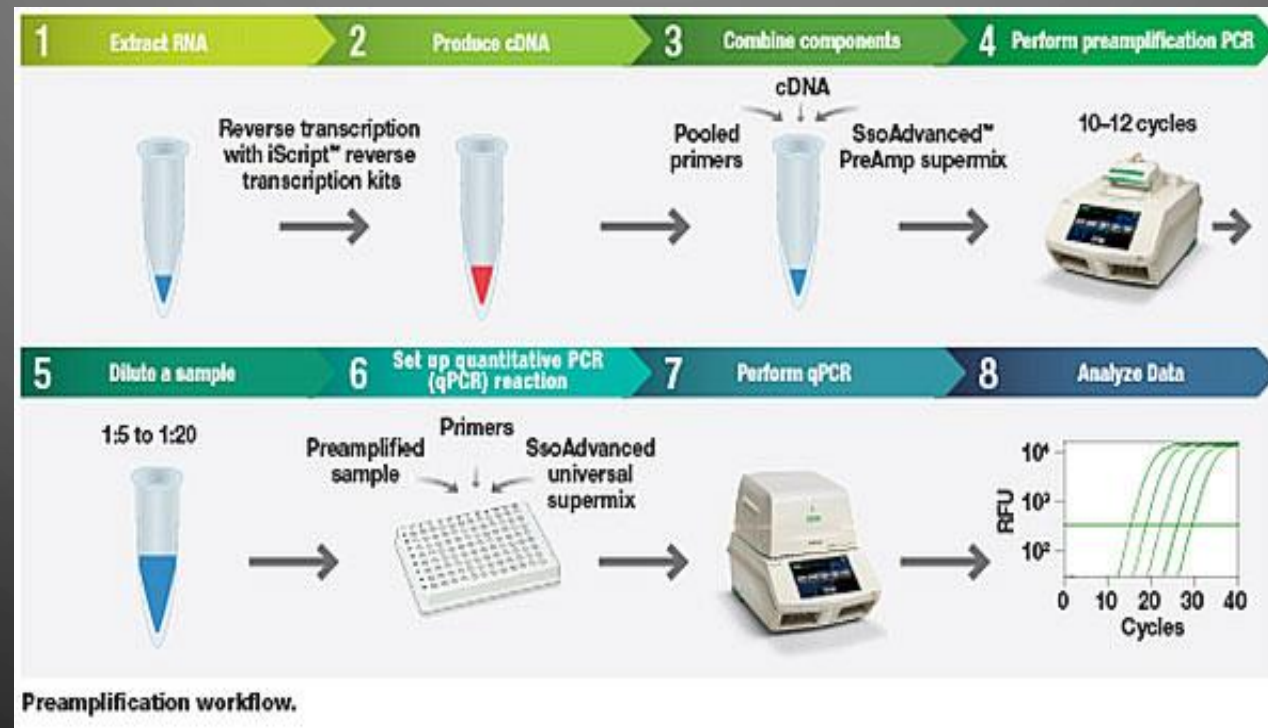 1 Extract RNA 2 Produce cDNA 3 Combine components 4 Perform preamplification PCR
Reverse transcription
with iScript™ reverse
transcription kits
cDNA
Pooled
primers
SsoAdvanced™
PreAmp supermix
10–12 cycles
5 Dilute a sample 6 Set up quantitative PCR
(qPCR) reaction
7 Perform qPCR 8 Analyze Data
1:5 to 1:20
Preamplified
sample
Primers
SsoAdvanced
universal
supermix
RFU
10⁴
10³
10²
0 10 20 30 40
Cycles
Preamplification workflow.